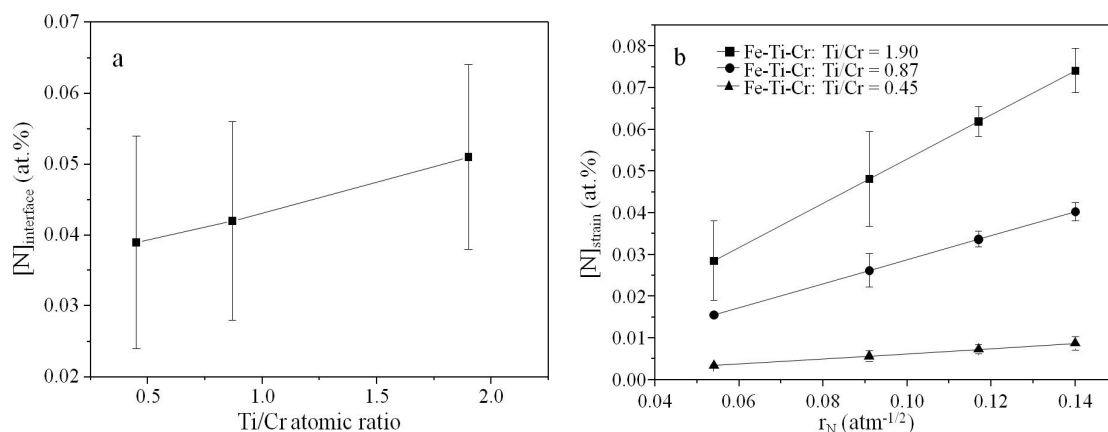 a
0.07
0.06
0.05
0.04
0.03
0.02
[N]interface (at.%)
0.5 1.0 1.5 2.0
Ti/Cr atomic ratio
b
Fe-Ti-Cr: Ti/Cr = 1.90
Fe-Ti-Cr: Ti/Cr = 0.87
Fe-Ti-Cr: Ti/Cr = 0.45
0.08
0.07
0.06
0.05
0.04
0.03
0.02
0.01
0.00
[N]strain (at.%)
0.04 0.06 0.08 0.10 0.12 0.14
rN (atm-1/2)